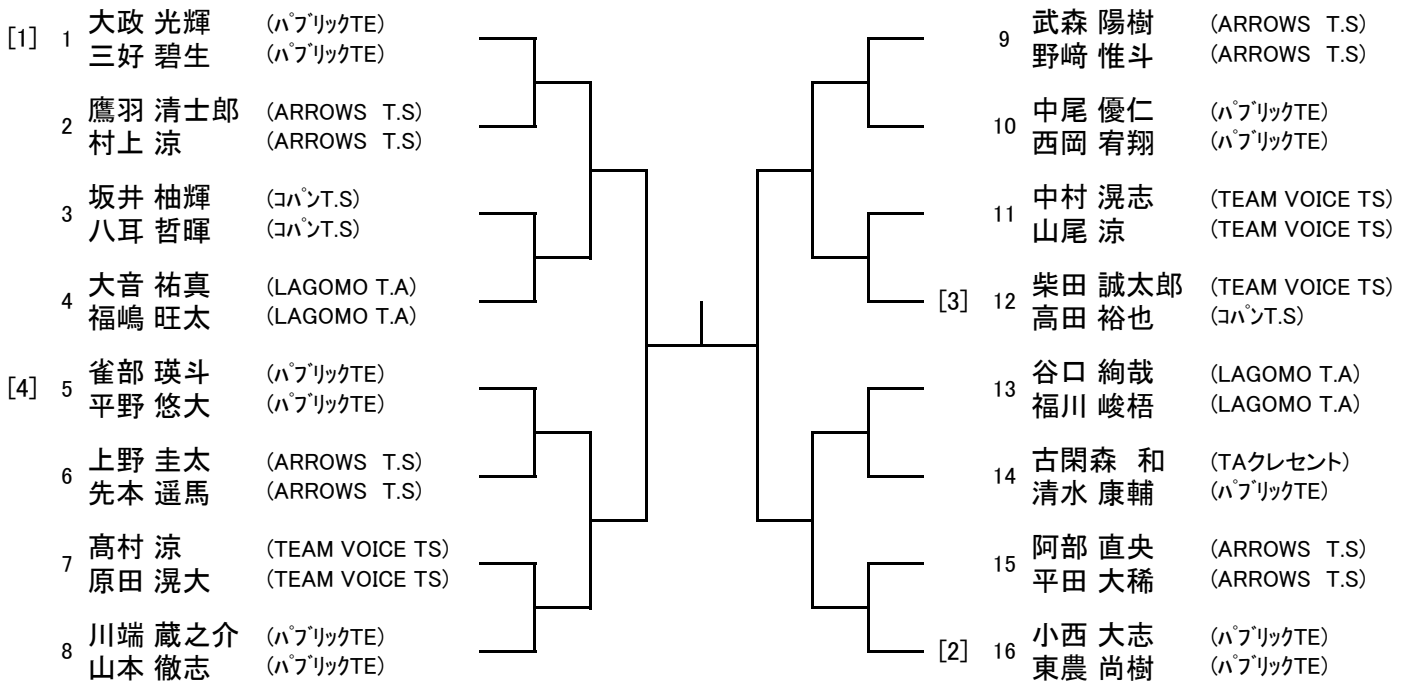 [1] 1 大政 光輝 (ﾊﾟﾌﾞﾘｯｸTE)
三好 碧生 (ﾊﾟﾌﾞﾘｯｸTE)
2 鷹羽 清士郎 (ARROWS T.S)
村上 涼 (ARROWS T.S)
3 坂井 柚輝 (ｺﾊﾟﾝT.S)
八耳 哲暉 (ｺﾊﾟﾝT.S)
4 大音 祐真 (LAGOMO T.A)
福嶋 旺太 (LAGOMO T.A)
[4] 5 雀部 瑛斗 (ﾊﾟﾌﾞﾘｯｸTE)
平野 悠大 (ﾊﾟﾌﾞﾘｯｸTE)
6 上野 圭太 (ARROWS T.S)
先本 遥馬 (ARROWS T.S)
7 髙村 涼 (TEAM VOICE TS)
原田 滉大 (TEAM VOICE TS)
8 川端 蔵之介 (ﾊﾟﾌﾞﾘｯｸTE)
山本 徹志 (ﾊﾟﾌﾞﾘｯｸTE)
9 武森 陽樹 (ARROWS T.S)
野﨑 惟斗 (ARROWS T.S)
10 中尾 優仁 (ﾊﾟﾌﾞﾘｯｸTE)
西岡 宥翔 (ﾊﾟﾌﾞﾘｯｸTE)
11 中村 滉志 (TEAM VOICE TS)
山尾 涼 (TEAM VOICE TS)
[3] 12 柴田 誠太郎 (TEAM VOICE TS)
高田 裕也 (ｺﾊﾟﾝT.S)
13 谷口 絢哉 (LAGOMO T.A)
福川 峻梧 (LAGOMO T.A)
14 古閑森 和 (TAクレセント)
清水 康輔 (ﾊﾟﾌﾞﾘｯｸTE)
15 阿部 直央 (ARROWS T.S)
平田 大稀 (ARROWS T.S)
[2] 16 小西 大志 (ﾊﾟﾌﾞﾘｯｸTE)
東農 尚樹 (ﾊﾟﾌﾞﾘｯｸTE)